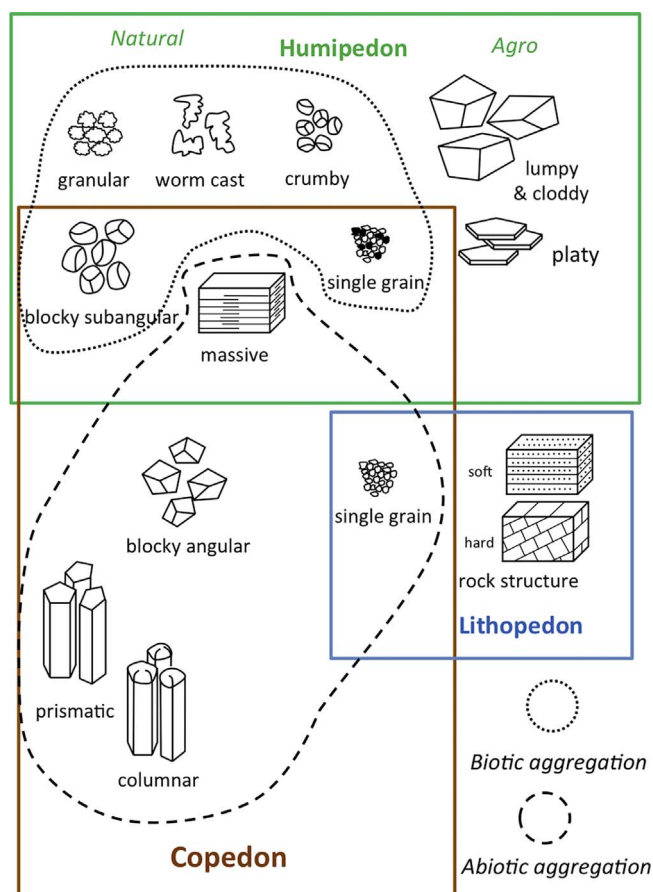 Natural
Humipedon
Agro
granular
worm cast
crumby
lumpy
& cloddy
blocky subangular
single grain
platy
massive
blocky angular
single grain
soft
hard
rock structure
Lithopedon
prismatic
columnar
Biotic aggregation
Copedon
Abiotic aggregation